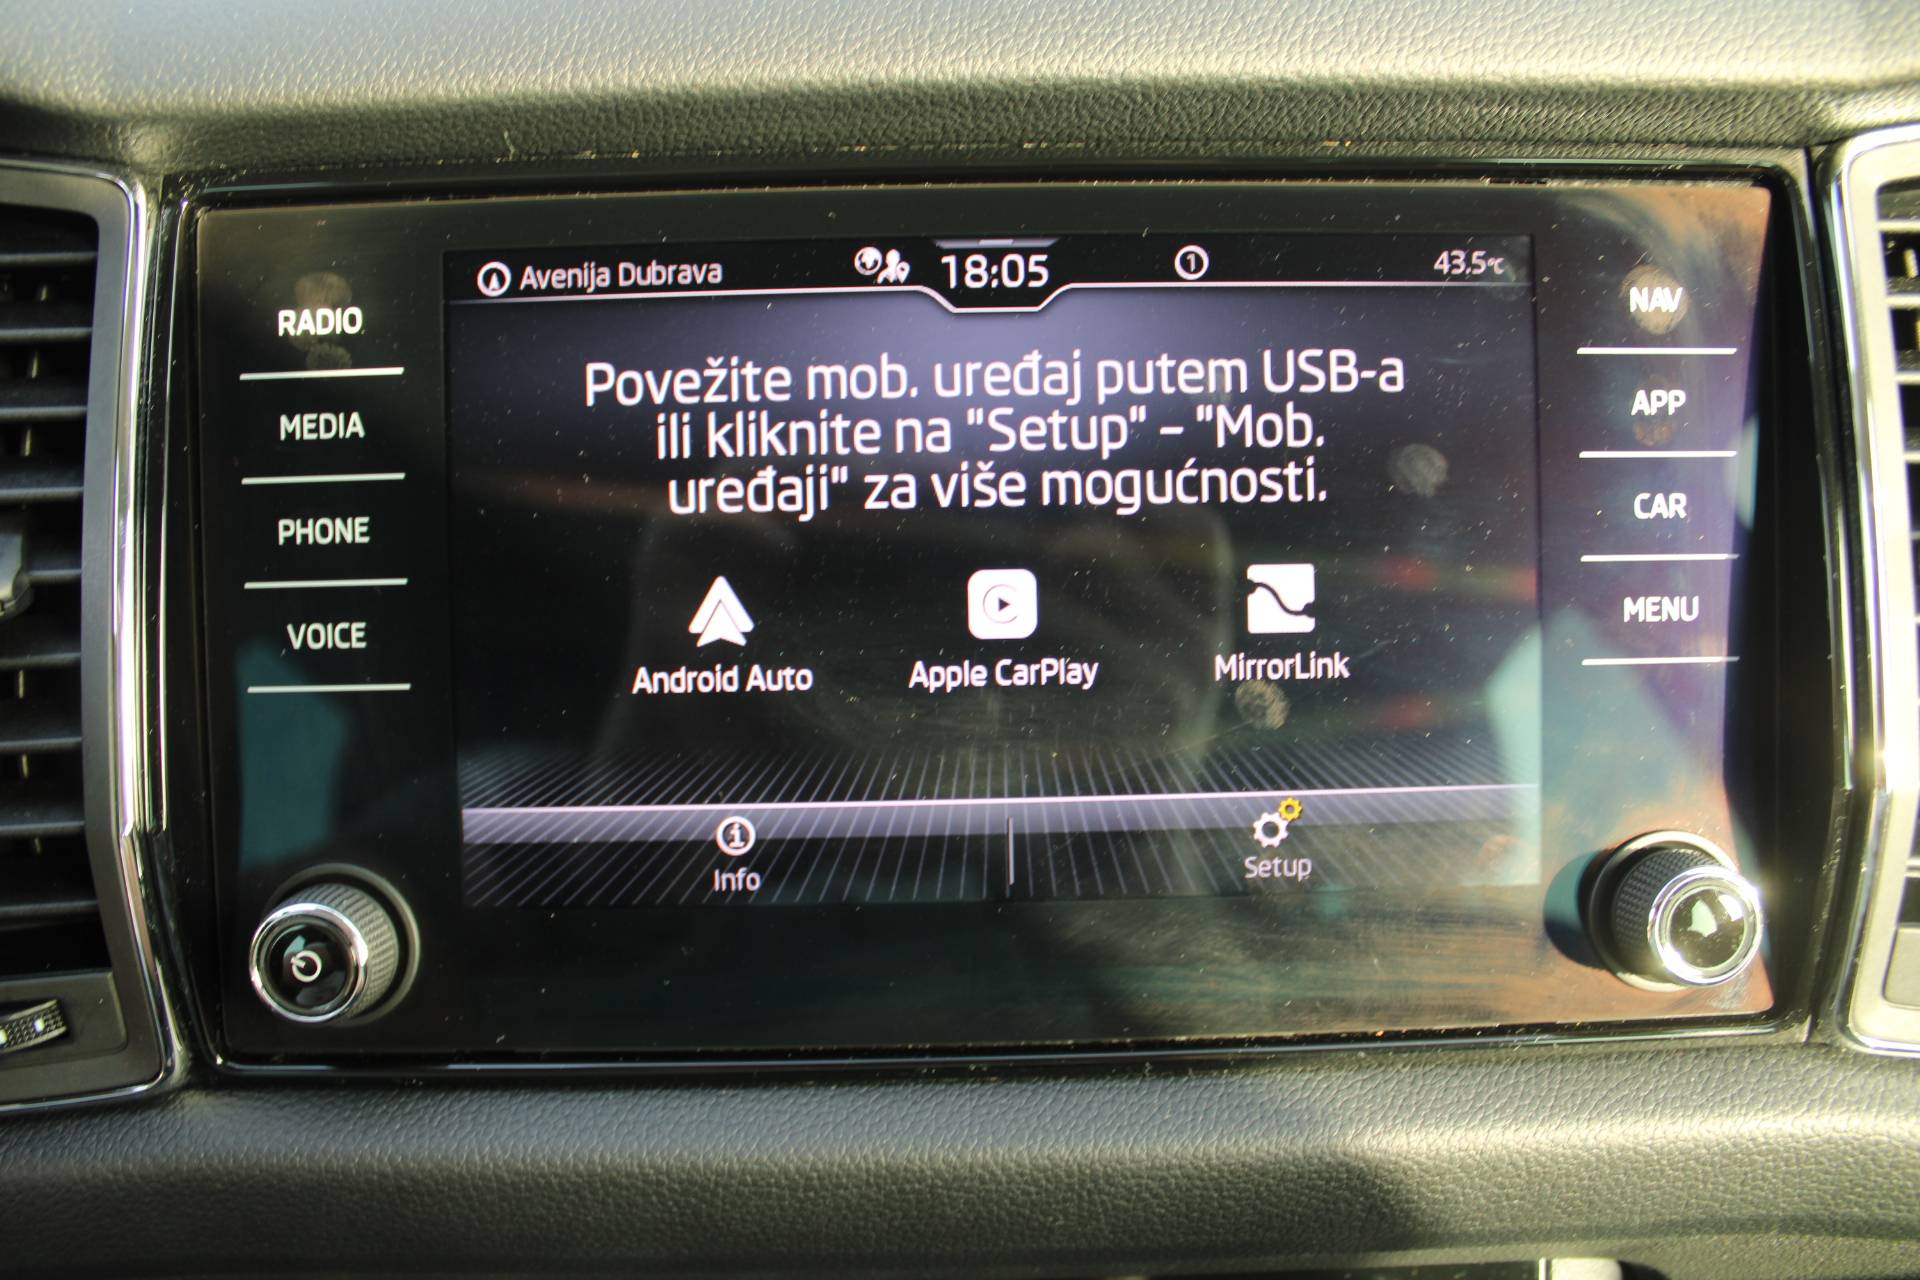 Avenija Dubrava 18:05 1 43.5°C
RADIO
MEDIA
PHONE
VOICE
Povežite mob. uređaj putem USB-a
ili kliknite na "Setup" - "Mob.
uređaji" za više mogućnosti.
Android Auto Apple CarPlay MirrorLink
Info Setup
NAV
APP
CAR
MENU